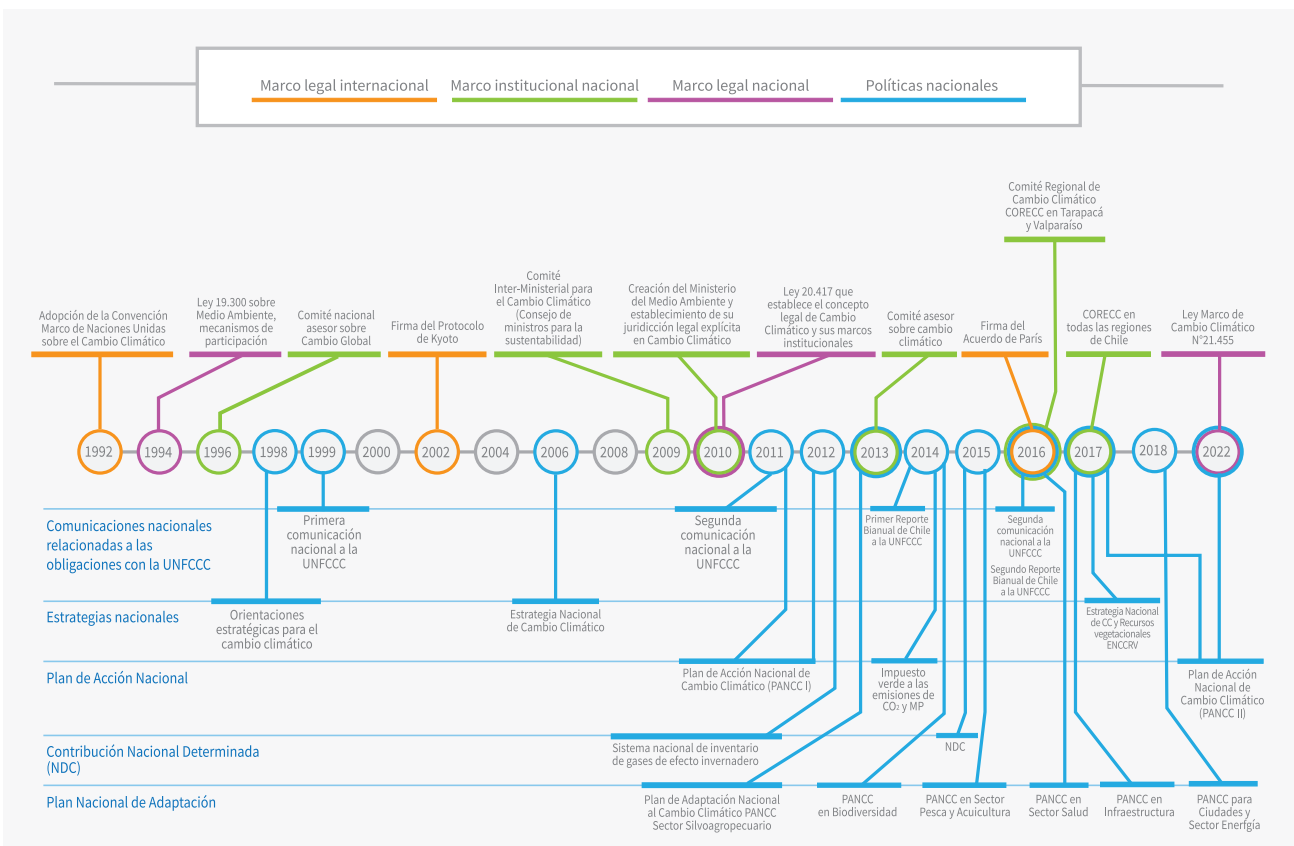 Marco legal internacional
Marco institucional nacional
Marco legal nacional
Políticas nacionales
Comité Regional de
Cambio Climático
CORECC en Tarapacá
y Valparaíso
Adopción de la Convención
Marco de Naciones Unidas
sobre el Cambio Climático
Ley 19.300 sobre
Medio Ambiente,
mecanismos de
participación
Comité nacional
asesor sobre
Cambio Global
Firma del Protocolo
de Kyoto
Comité
Inter-Ministerial para
el Cambio Climático
(Consejo de
ministros para la
sustentabilidad)
Creación del Ministerio
del Medio Ambiente y
establecimiento de su
juridicción legal explícita
en Cambio Climático
Ley 20.417 que
establece el concepto
legal de Cambio
Climático y sus marcos
institucionales
Comité asesor
sobre cambio
climático
Firma del
Acuerdo de París
CORECC en
todas las regiones
de Chile
Ley Marco de
Cambio Climático
N°21.455
1992
1994
1996
1998
1999
2000
2002
2004
2006
2008
2009
2010
2011
2012
2013
2014
2015
2016
2017
2018
2022
Comunicaciones nacionales
relacionadas a las
obligaciones con la UNFCCC
Primera
comunicación
nacional a la
UNFCCC
Segunda
comunicación
nacional a la
UNFCCC
Primer Reporte
Bianual de Chile
a la UNFCCC
Segunda
comunicación
nacional a la
UNFCCC
Segundo Reporte
Bianual de Chile
a la UNFCCC
Estrategias nacionales
Orientaciones
estratégicas para el
cambio climático
Estrategia Nacional
de Cambio Climático
Estrategia Nacional
de CC y Recursos
vegetacionales
ENCCRV
Plan de Acción Nacional
Plan de Acción Nacional de
Cambio Climático (PANCC I)
Impuesto
verde a las
emisiones de
CO₂ y MP
Plan de Acción
Nacional de
Cambio Climático
(PANCC II)
Contribución Nacional Determinada
(NDC)
Sistema nacional de inventario
de gases de efecto invernadero
NDC
Plan Nacional de Adaptación
Plan de Adaptación Nacional
al Cambio Climático PANCC
Sector Silvoagropecuario
PANCC
en Biodiversidad
PANCC en Sector
Pesca y Acuicultura
PANCC en
Sector Salud
PANCC en
Infraestructura
PANCC para
Ciudades y
Sector Enerfgía